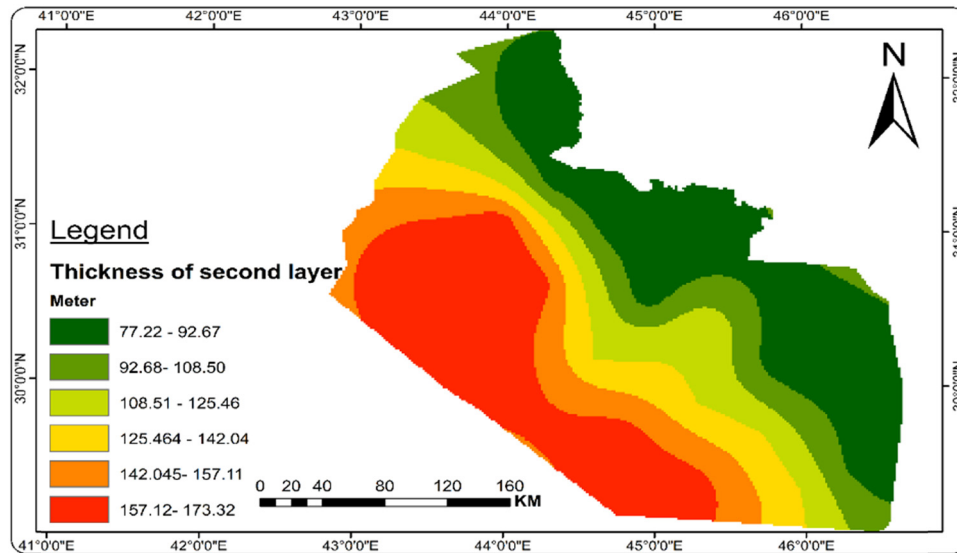 41°0'0"E 42°0'0"E 43°0'0"E 44°0'0"E 45°0'0"E 46°0'0"E
32°0'0"N
31°0'0"N
30°0'0"N
N
Legend
Thickness of second layer
Meter
77.22 - 92.67
92.68- 108.50
108.51 - 125.46
125.464 - 142.04
142.045- 157.11
157.12- 173.32
0 20 40 80 120 160
KM
41°0'0"E 42°0'0"E 43°0'0"E 44°0'0"E 45°0'0"E 46°0'0"E